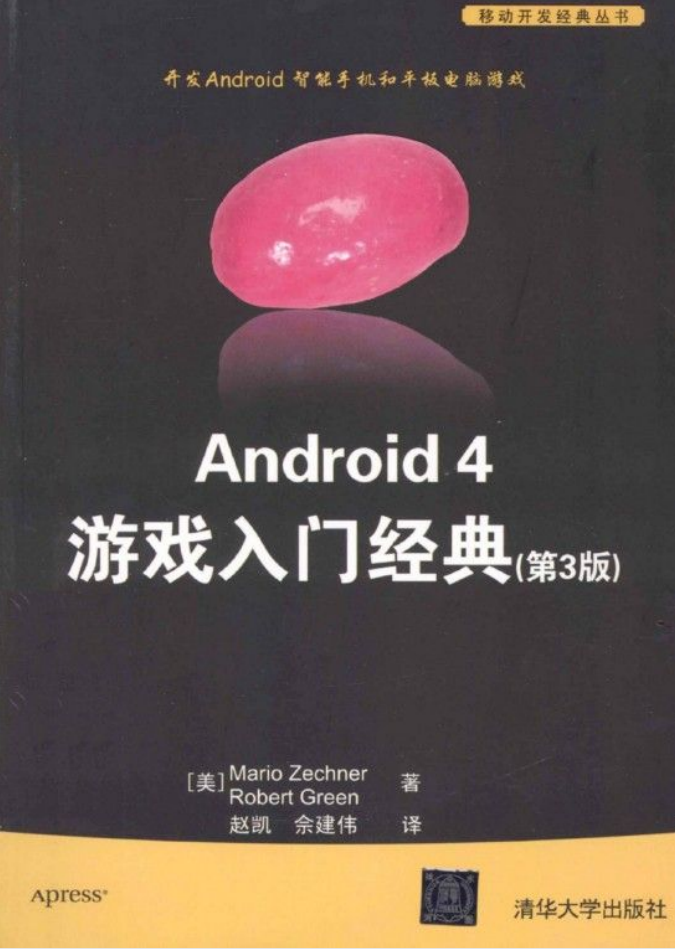 移动开发经典丛书
开发Android 智能手机和平板电脑游戏
Android 4
游戏入门经典(第3版)
[美] Mario Zechner
Robert Green 著
赵凯 佘建伟 译
Apress®
清华大学出版社